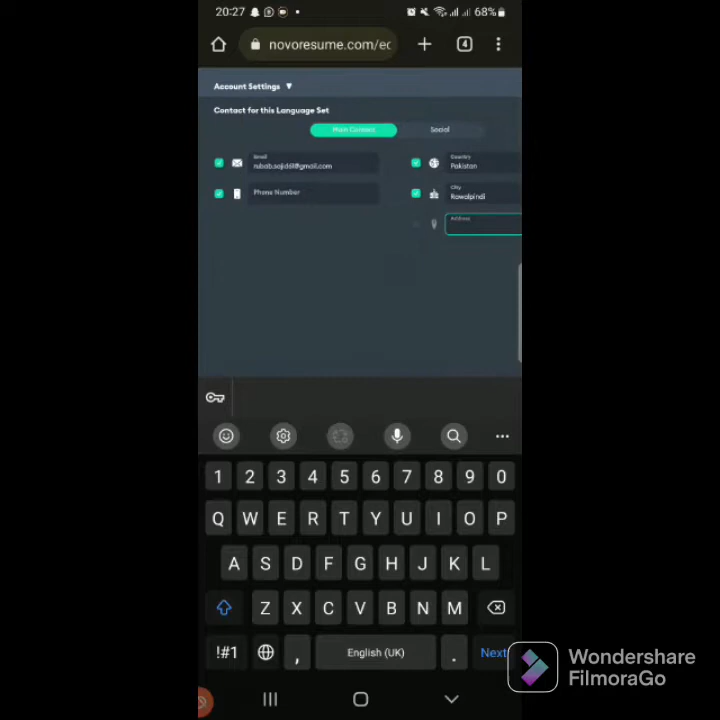 20:27
68%
novoresume.com/ec
4
Account Settings ▼
Contact for this Language Set
Main Contact
Social
Email
rubab.sajid61@gmail.com
Country
Pakistan
Phone Number
City
Rawalpindi
Address
1 2 3 4 5 6 7 8 9 0
Q W E R T Y U I O P
A S D F G H J K L
Z X C V B N M
!#1 , English (UK) . Next
Wondershare
FilmoraGo